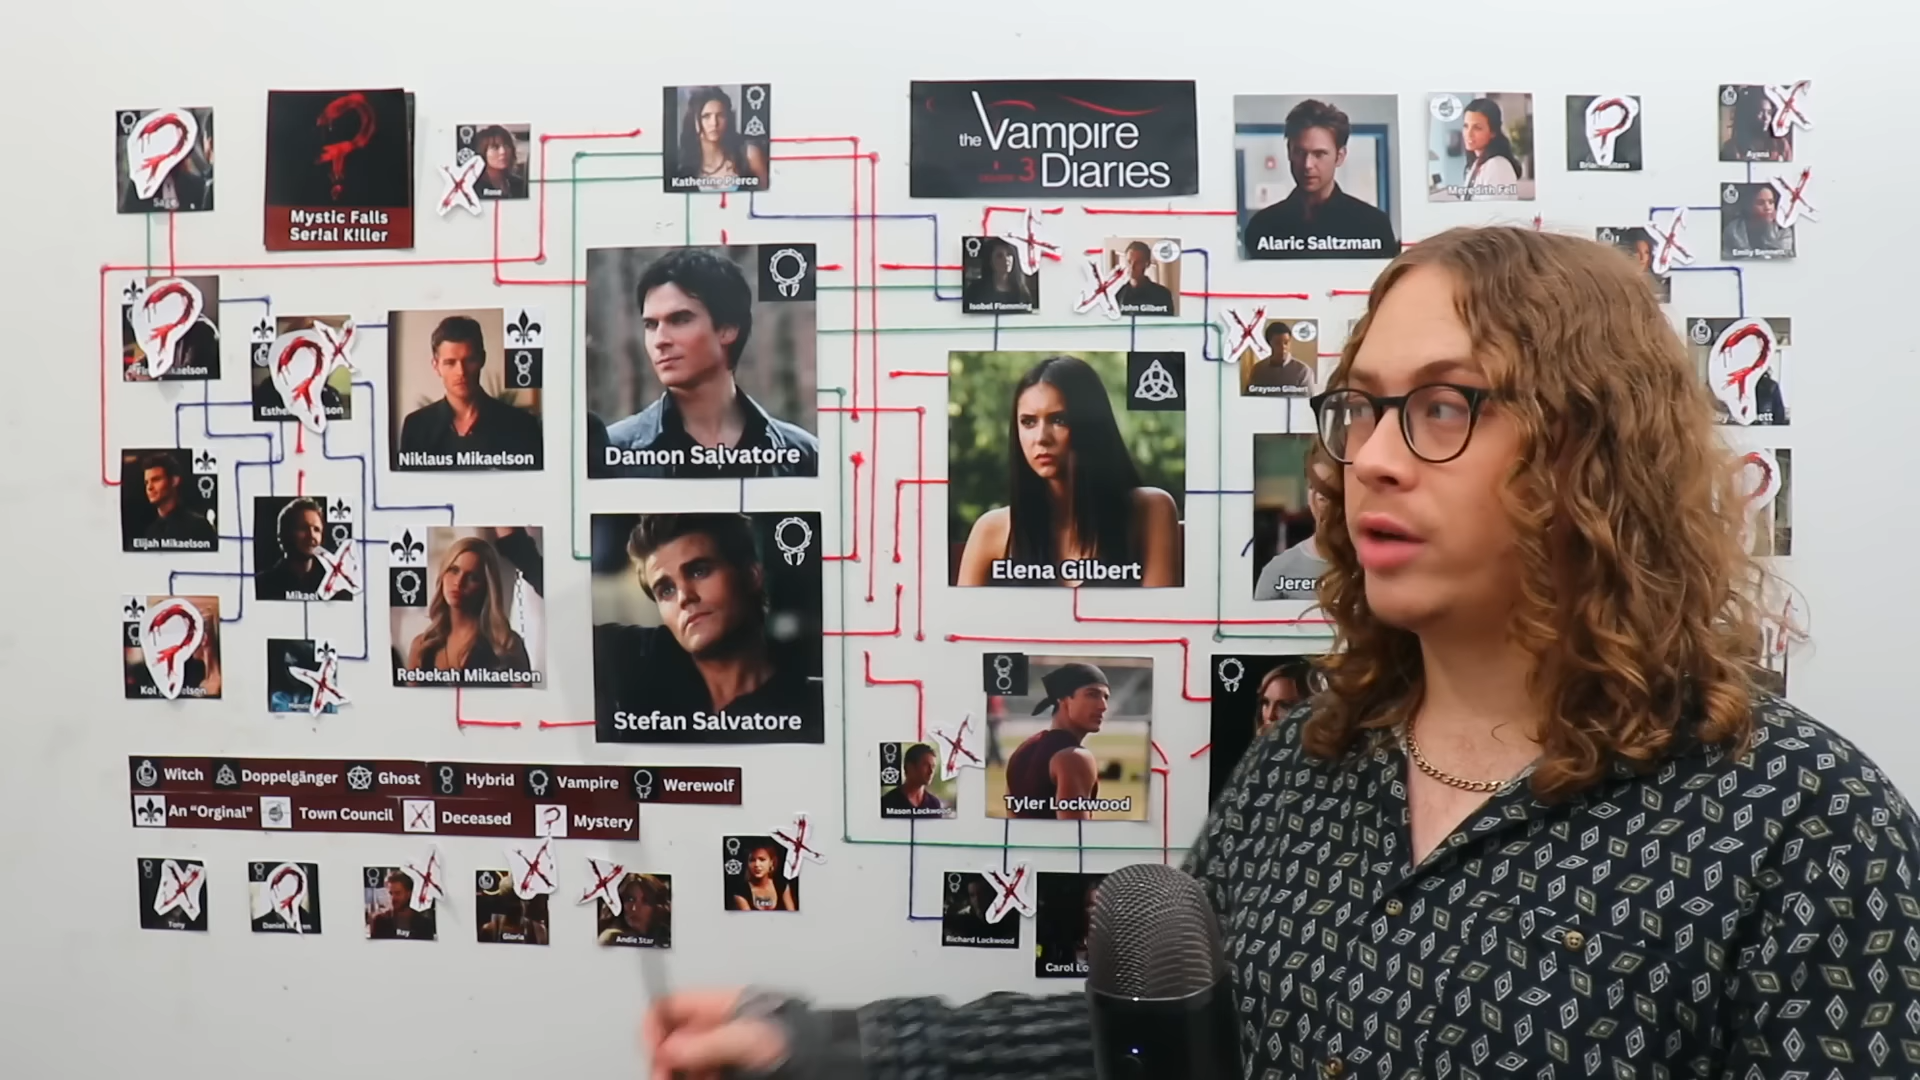 Mystic Falls
Ser!al K!ller
Rose
Katherine Pierce
the Vampire
Diaries
3
Alaric Saltzman
Meredith Fell
Ayana
Emily Bennett
Isobel Flemming
John Gilbert
Grayson Gilbert
Niklaus Mikaelson
Damon Salvatore
Elena Gilbert
Elijah Mikaelson
Mikael
Rebekah Mikaelson
Stefan Salvatore
Mason Lockwood
Tyler Lockwood
Witch
Doppelgänger
Ghost
Hybrid
Vampire
Werewolf
An “Orginal”
Town Council
Deceased
Mystery
Tony
Ray
Gloria
Andie Star
Lexi
Richard Lockwood
Carol